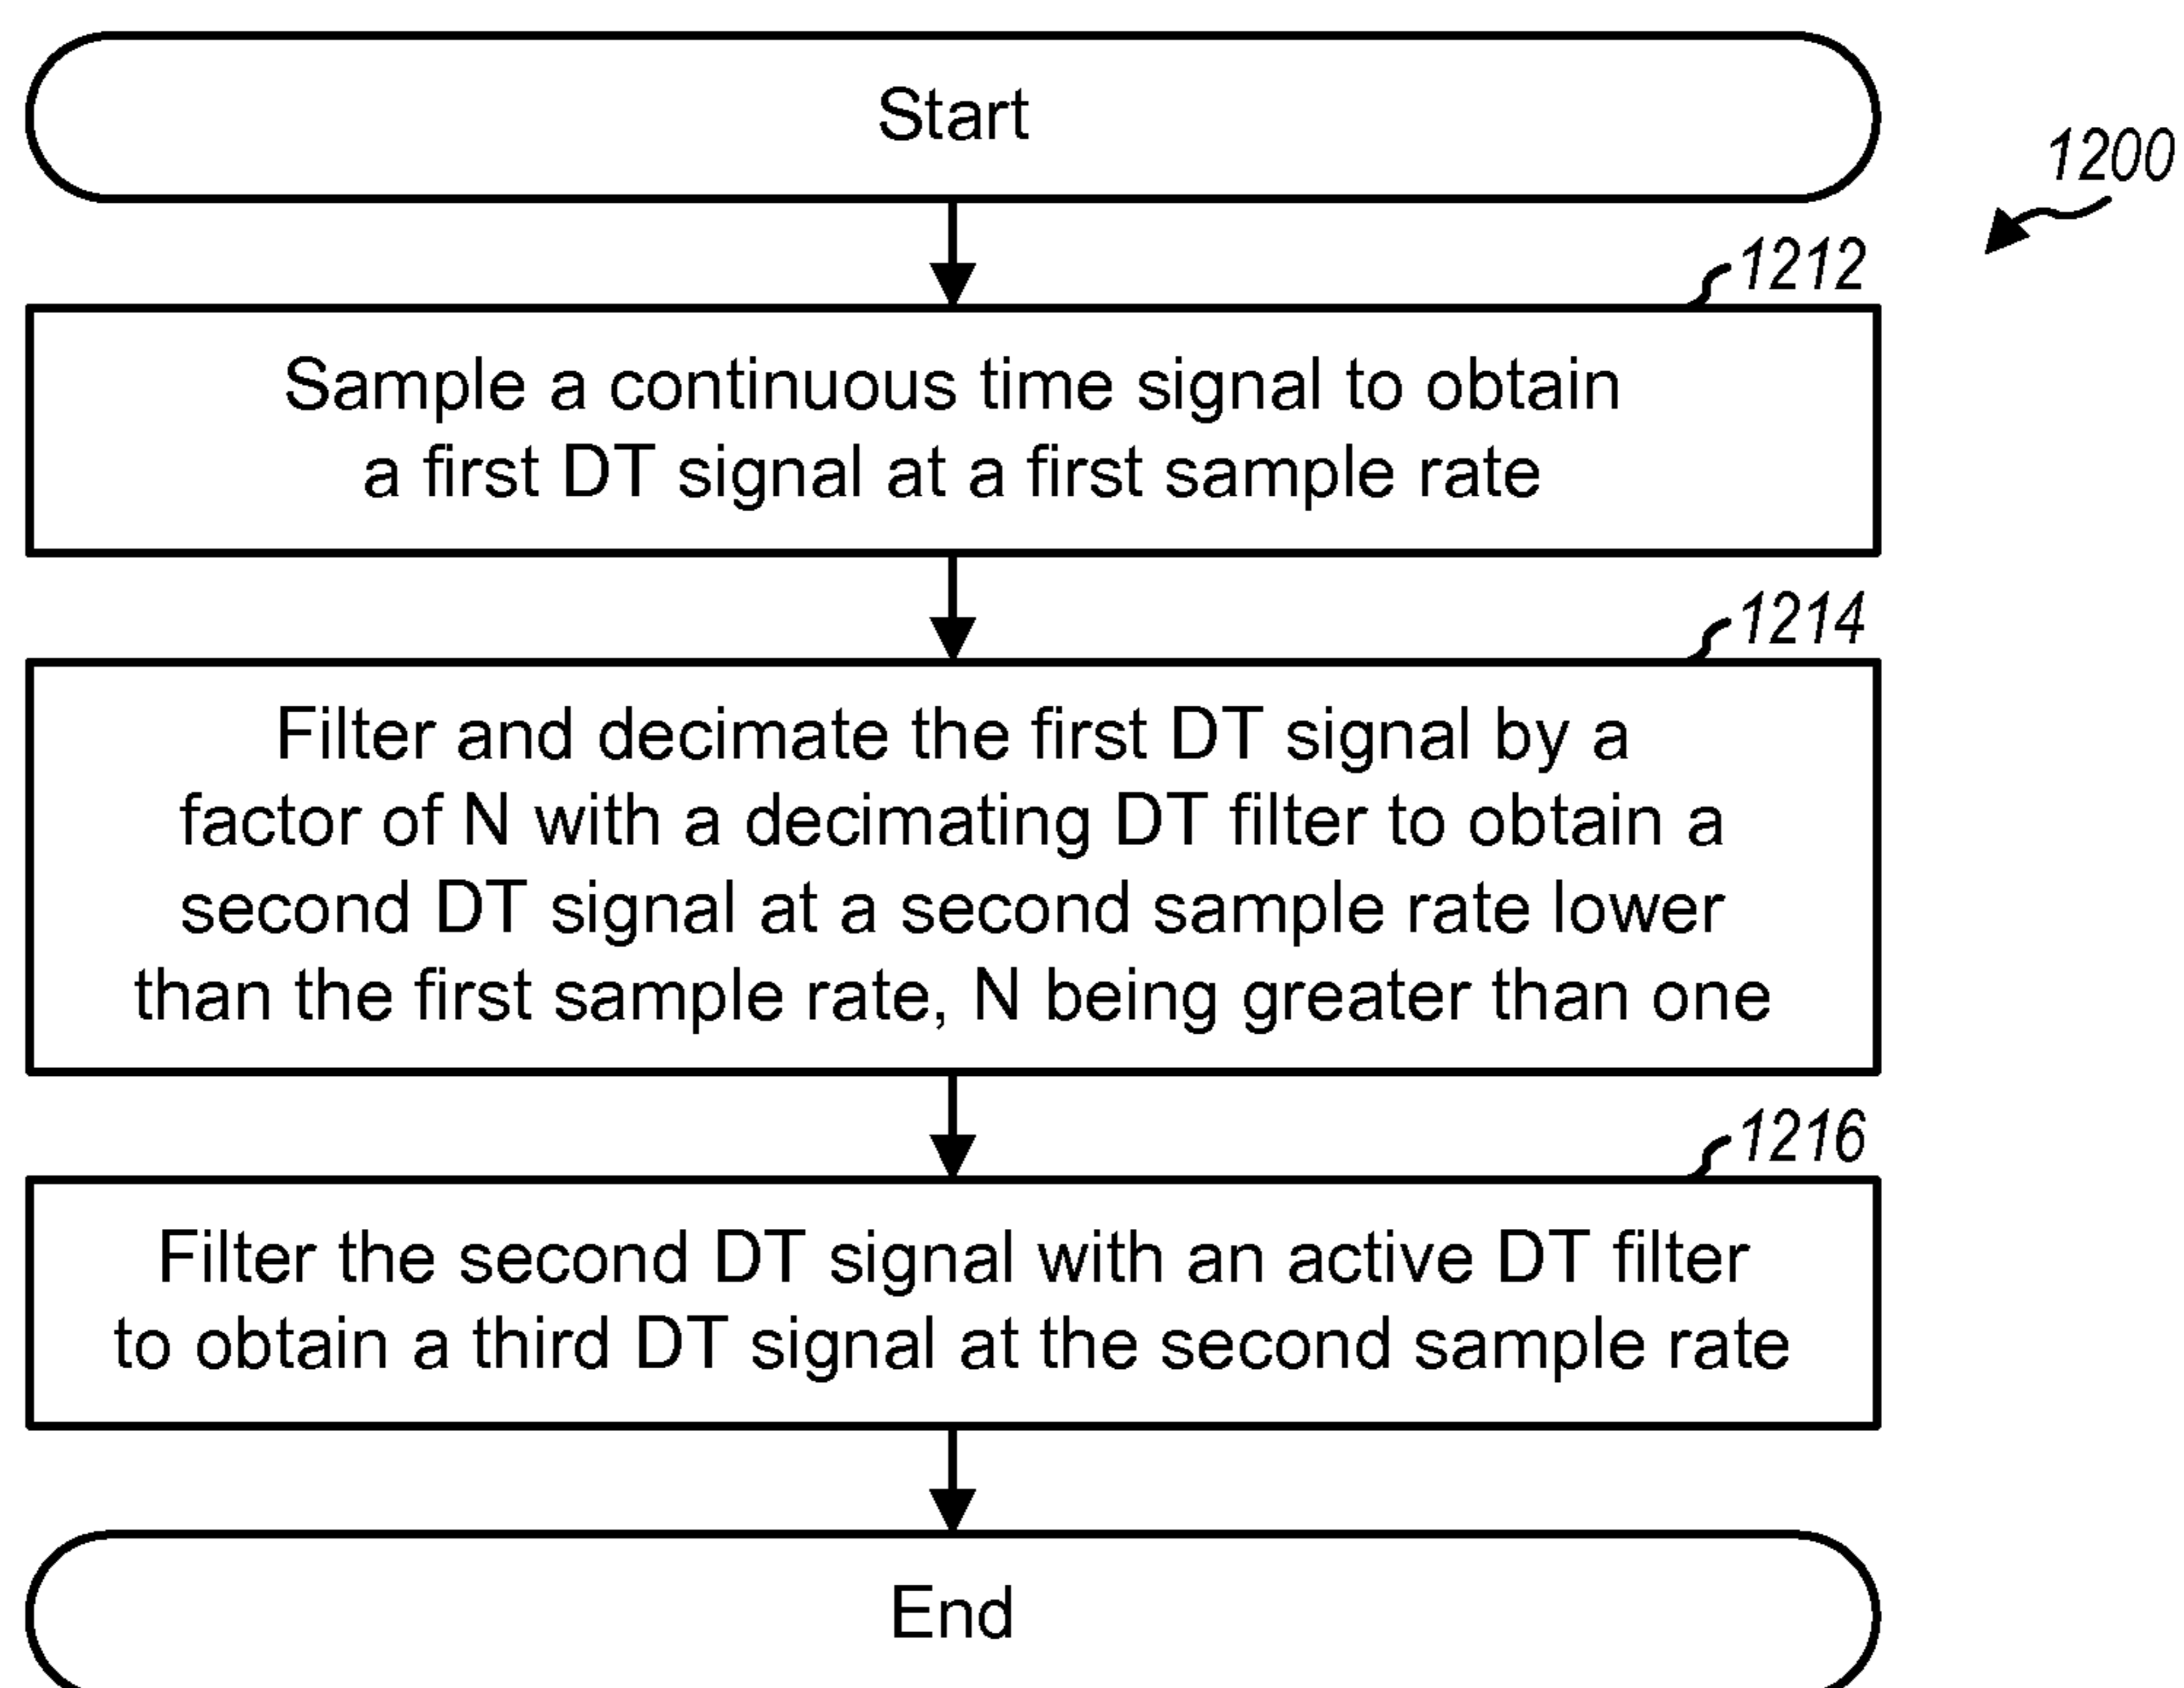 Start
1200
1212
Sample a continuous time signal to obtain
a first DT signal at a first sample rate
1214
Filter and decimate the first DT signal by a
factor of N with a decimating DT filter to obtain a
second DT signal at a second sample rate lower
than the first sample rate, N being greater than one
1216
Filter the second DT signal with an active DT filter
to obtain a third DT signal at the second sample rate
End